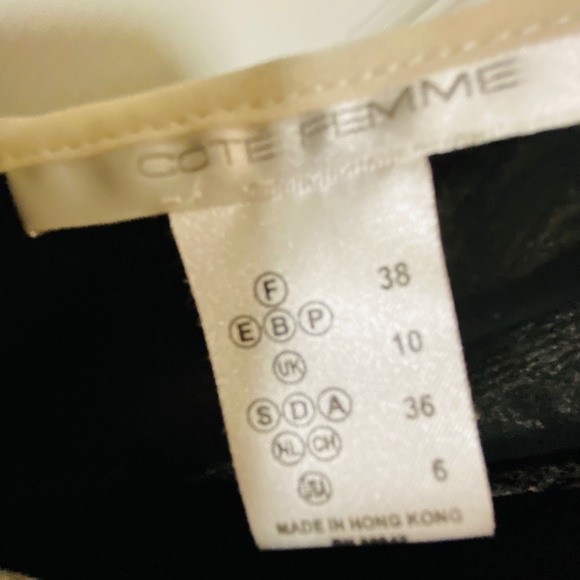 COTE FEMME
F 38
E B P
UK 10
S D A 36
NL CH
USA 6
MADE IN HONG KONG